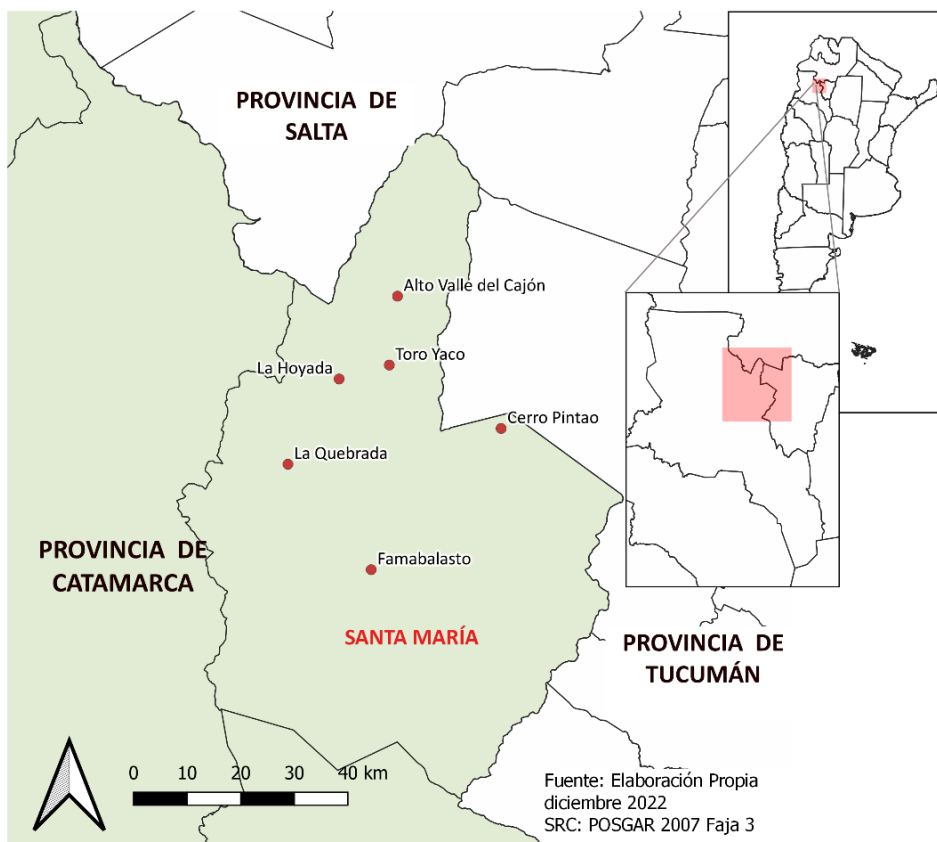 PROVINCIA DE
SALTA
Alto Valle del Cajón
Toro Yaco
La Hoyada
Cerro Pintao
La Quebrada
PROVINCIA DE
CATAMARCA
Famabalasto
SANTA MARÍA
PROVINCIA DE
TUCUMÁN
0 10 20 30 40 km
Fuente: Elaboración Propia
diciembre 2022
SRC: POSGAR 2007 Faja 3